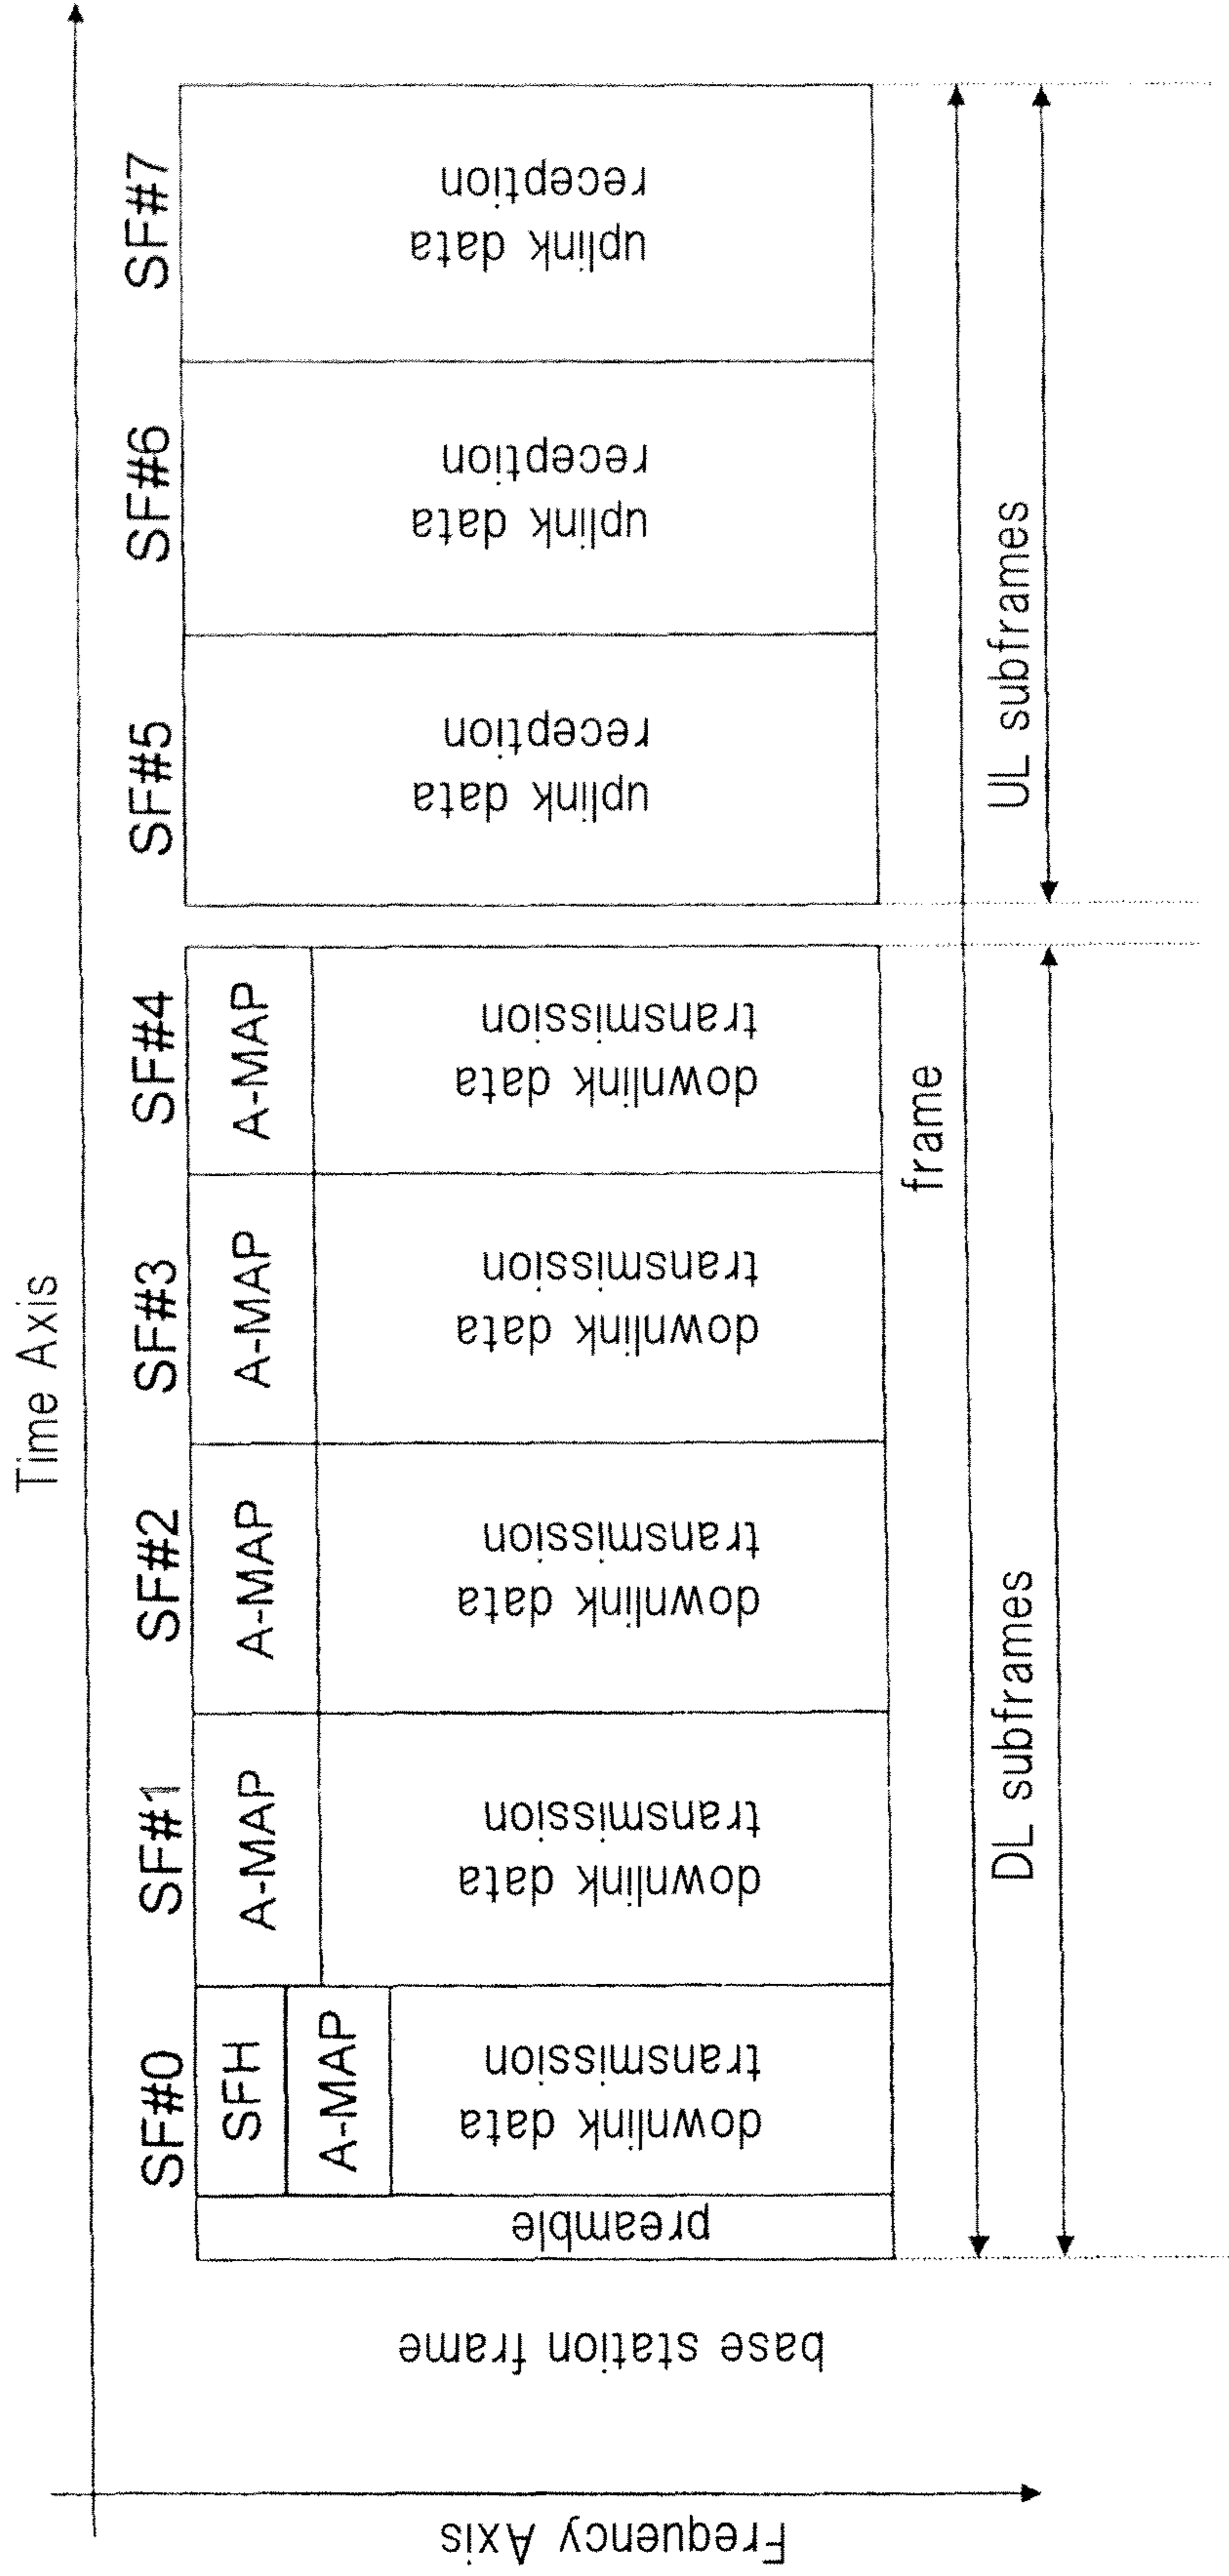 Time Axis
SF#0
SF#1
SF#2
SF#3
SF#4
SF#5
SF#6
SF#7
Frequency Axis
base station frame
preamble
SFH
A-MAP
downlink data
transmission
A-MAP
downlink data
transmission
A-MAP
downlink data
transmission
A-MAP
downlink data
transmission
A-MAP
downlink data
transmission
uplink data
reception
uplink data
reception
uplink data
reception
frame
DL subframes
UL subframes